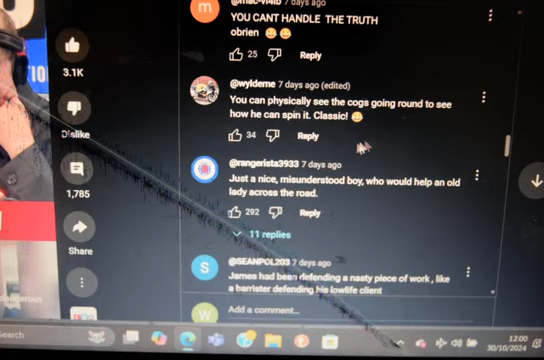 7 days ago
YOU CANT HANDLE THE TRUTH
obrien
25 Reply
3.1K
@wylderne 7 days ago (edited)
You can physically see the cogs going round to see
how he can spin it. Classic!
34 Reply
Dislike
@rangerista3933 7 days ago
Just a nice, misunderstood boy, who would help an old
lady across the road.
1,785
292 Reply
11 replies
Share
@SEANPOL203 7 days ago
James had been defending a nasty piece of work, like
a barrister defending his lowlife client
S
W
Add a comment...
Search
12:00
30/10/2024